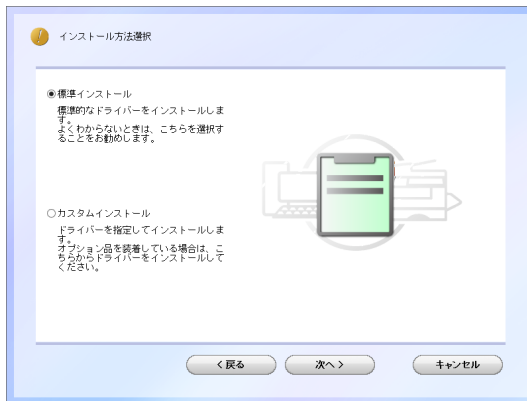 インストール方法選択
標準インストール
標準的なドライバーをインストールしま
す。
よくわからないときは、こちらを選択す
ることをお勧めします。
カスタムインストール
ドライバーを指定してインストールしま
す。
オプション品を装着している場合は、こ
ちらからドライバーをインストールして
ください。
< 戻る 次へ > キャンセル